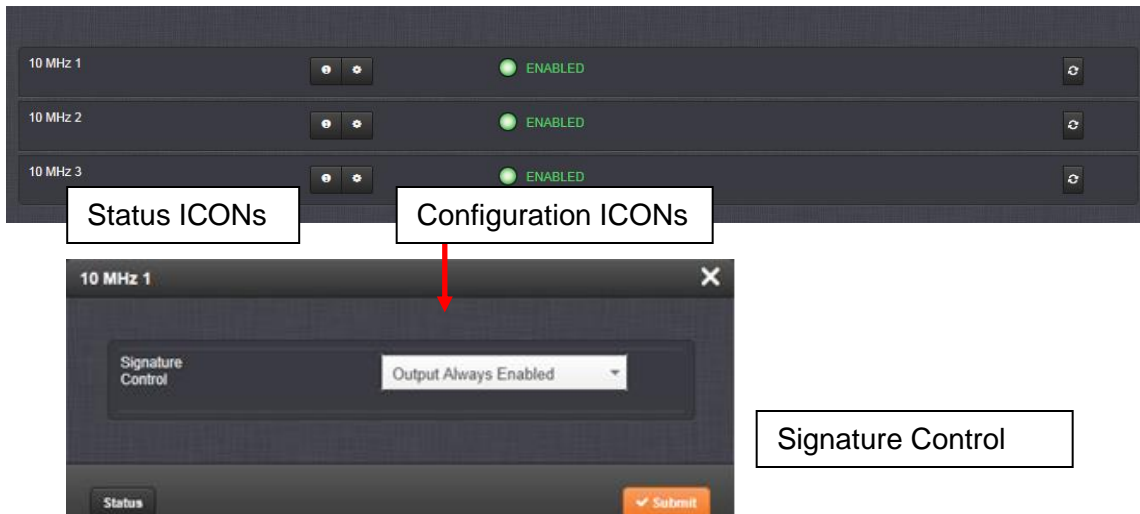 10 MHz 1
ENABLED
10 MHz 2
ENABLED
10 MHz 3
ENABLED
Status ICONs
Configuration ICONs
10 MHz 1
Signature
Control
Output Always Enabled
Signature Control
Status
Submit